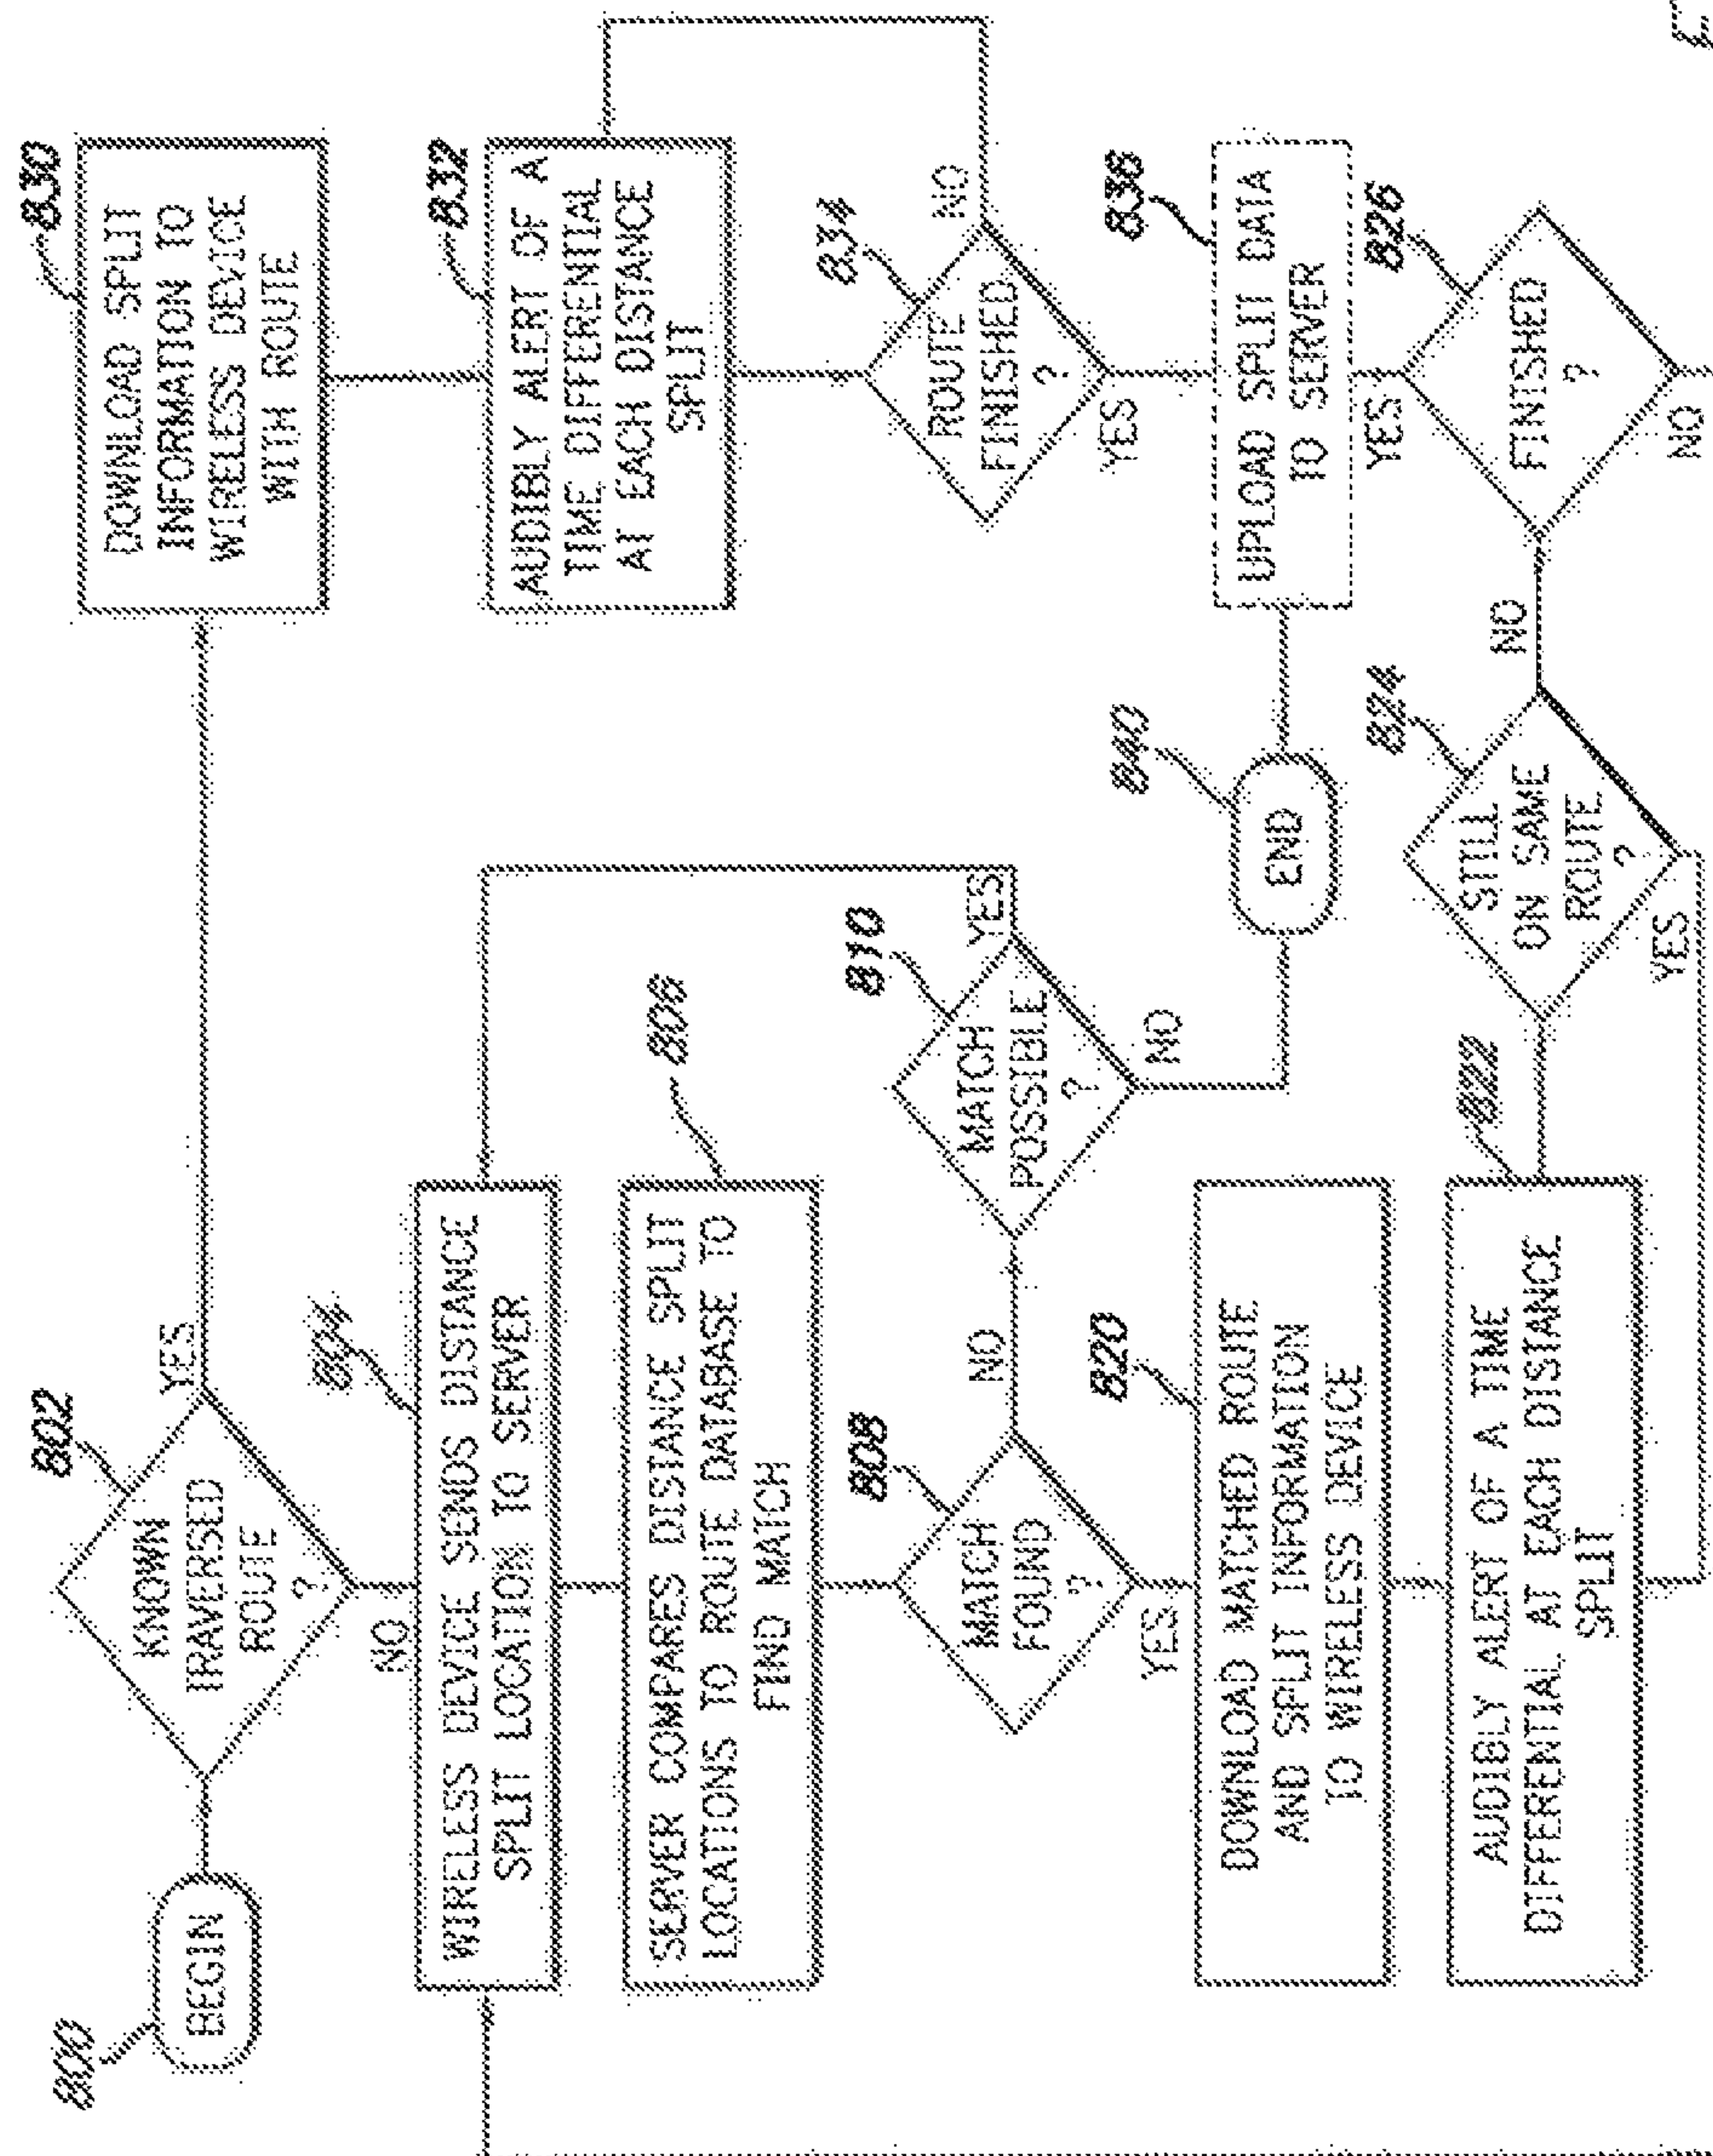 800
BEGIN
802
KNOWN
TRAVERSED
ROUTE
?
YES
NO
830
DOWNLOAD SPLIT
INFORMATION TO
WIRELESS DEVICE
WITH ROUTE
804
WIRELESS DEVICE SENDS DISTANCE
SPLIT LOCATION TO SERVER
832
AUDIBLY ALERT OF A
TIME DIFFERENTIAL
AT EACH DISTANCE
SPLIT
806
SERVER COMPARES DISTANCE SPLIT
LOCATIONS TO ROUTE DATABASE TO
FIND MATCH
808
MATCH
FOUND
?
NO
YES
810
MATCH
POSSIBLE
?
YES
NO
834
ROUTE
FINISHED
?
NO
YES
820
DOWNLOAD MATCHED ROUTE
AND SPLIT INFORMATION
TO WIRELESS DEVICE
840
END
836
UPLOAD SPLIT DATA
TO SERVER
822
AUDIBLY ALERT OF A TIME
DIFFERENTIAL AT EACH DISTANCE
SPLIT
824
STILL
ON SAME
ROUTE
?
NO
YES
826
FINISHED
?
YES
NO